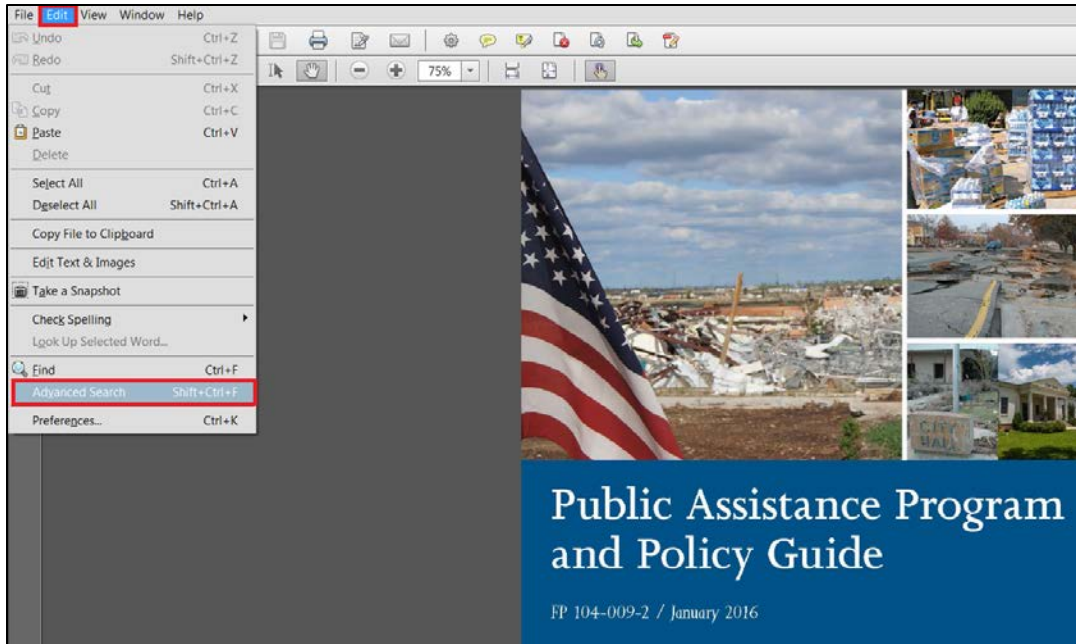 File Edit View Window Help
Undo Ctrl+Z
Redo Shift+Ctrl+Z
75%
Cut Ctrl+X
Copy Ctrl+C
Paste Ctrl+V
Delete
Select All Ctrl+A
Deselect All Shift+Ctrl+A
Copy File to Clipboard
Edit Text & Images
Take a Snapshot
Check Spelling
Look Up Selected Word...
Find Ctrl+F
Advanced Search Shift+Ctrl+F
Preferences... Ctrl+K
CITY
HALL
Public Assistance Program
and Policy Guide
FP 104-009-2 / January 2016